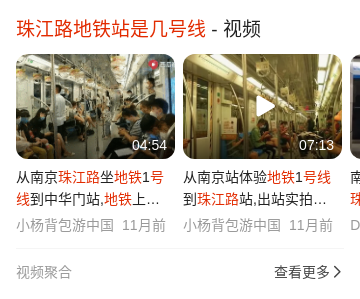 珠江路地铁站是几号线 - 视频
04:54
07:13
从南京珠江路坐地铁1号
线到中华门站,地铁上…
小杨背包游中国 11月前
从南京站体验地铁1号线
到珠江路站,出站实拍…
小杨背包游中国 11月前
南
珠
D
视频聚合
查看更多